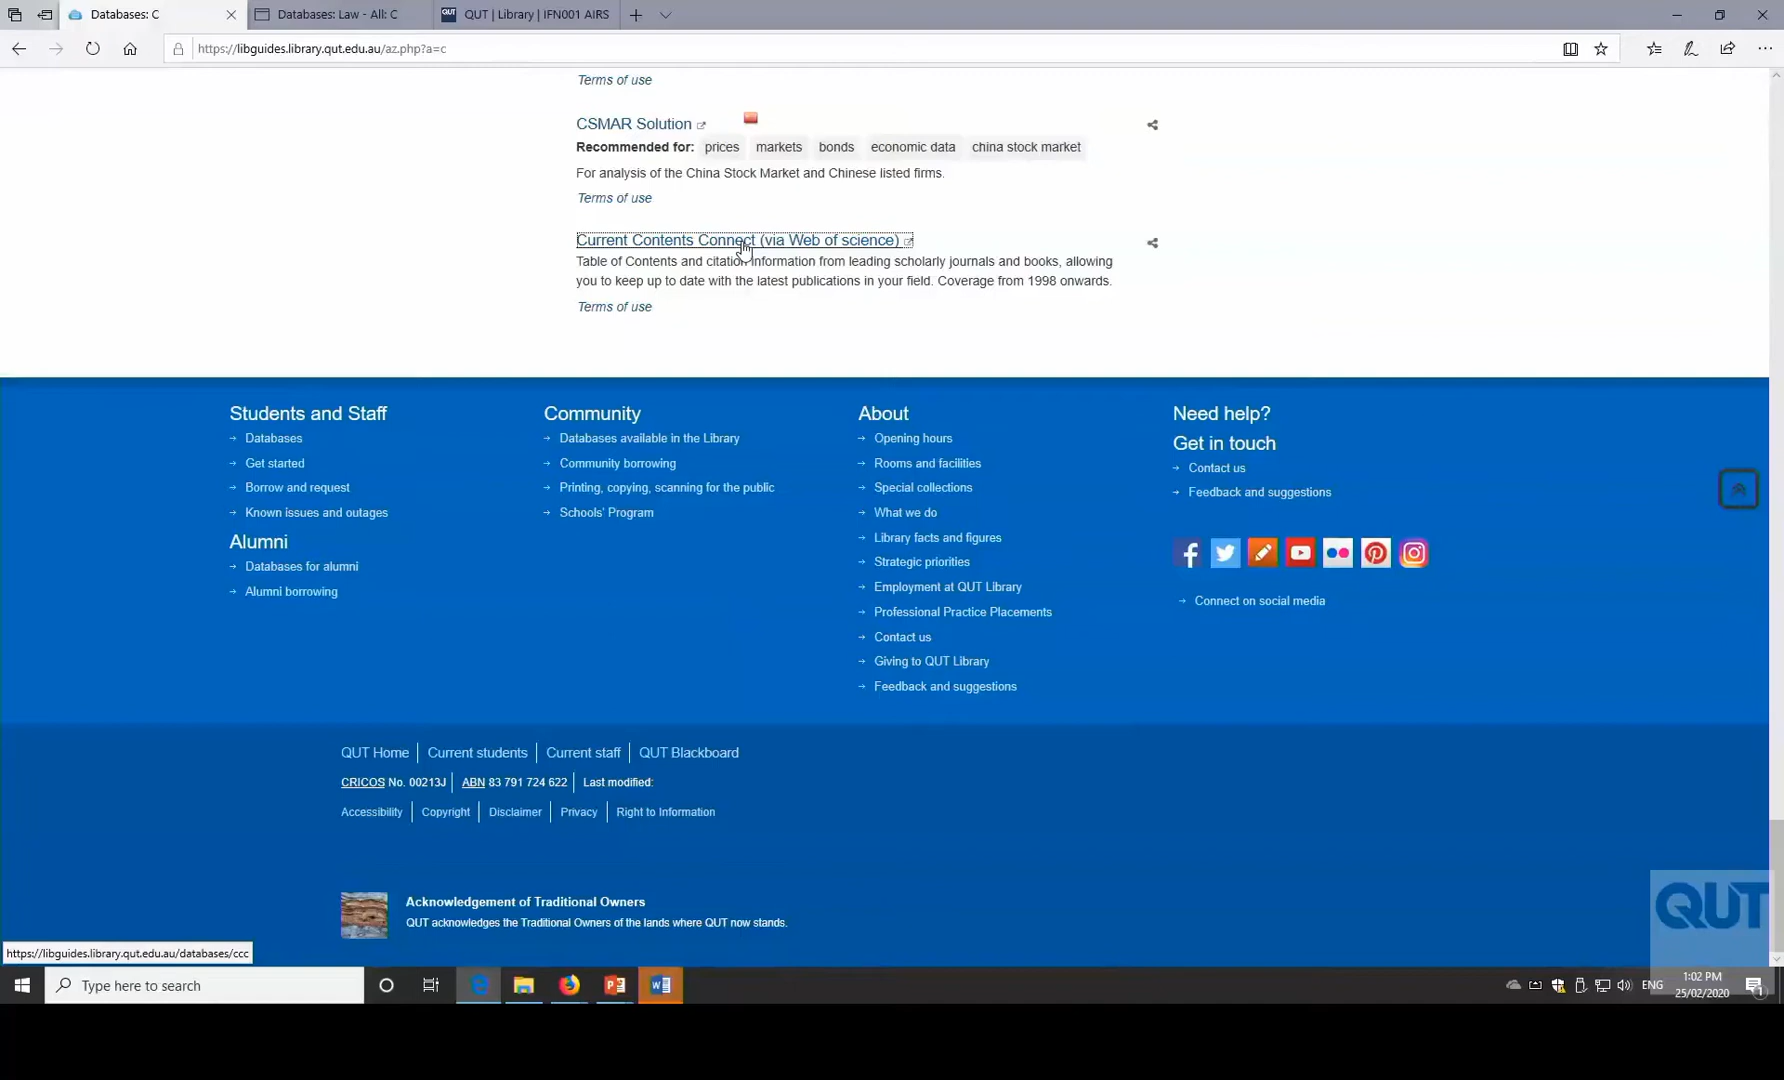 Databases: C
Databases: Law - All: C
QUT | Library | IFN001 AIRS
https://libguides.library.qut.edu.au/az.php?a=c
Terms of use
CSMAR Solution
Recommended for: prices markets bonds economic data china stock market
For analysis of the China Stock Market and Chinese listed firms.
Terms of use
Current Contents Connect (via Web of science)
Table of Contents and citation information from leading scholarly journals and books, allowing
you to keep up to date with the latest publications in your field. Coverage from 1998 onwards.
Terms of use
Students and Staff
Databases
Get started
Borrow and request
Known issues and outages
Alumni
Databases for alumni
Alumni borrowing
Community
Databases available in the Library
Community borrowing
Printing, copying, scanning for the public
Schools' Program
About
Opening hours
Rooms and facilities
Special collections
What we do
Library facts and figures
Strategic priorities
Employment at QUT Library
Professional Practice Placements
Contact us
Giving to QUT Library
Feedback and suggestions
Need help?
Get in touch
Contact us
Feedback and suggestions
Connect on social media
QUT Home | Current students | Current staff | QUT Blackboard
CRICOS No. 00213J | ABN 83 791 724 622 | Last modified:
Accessibility | Copyright | Disclaimer | Privacy | Right to Information
Acknowledgement of Traditional Owners
QUT acknowledges the Traditional Owners of the lands where QUT now stands.
QUT
https://libguides.library.qut.edu.au/databases/ccc
Type here to search
ENG
1:02 PM
25/02/2020